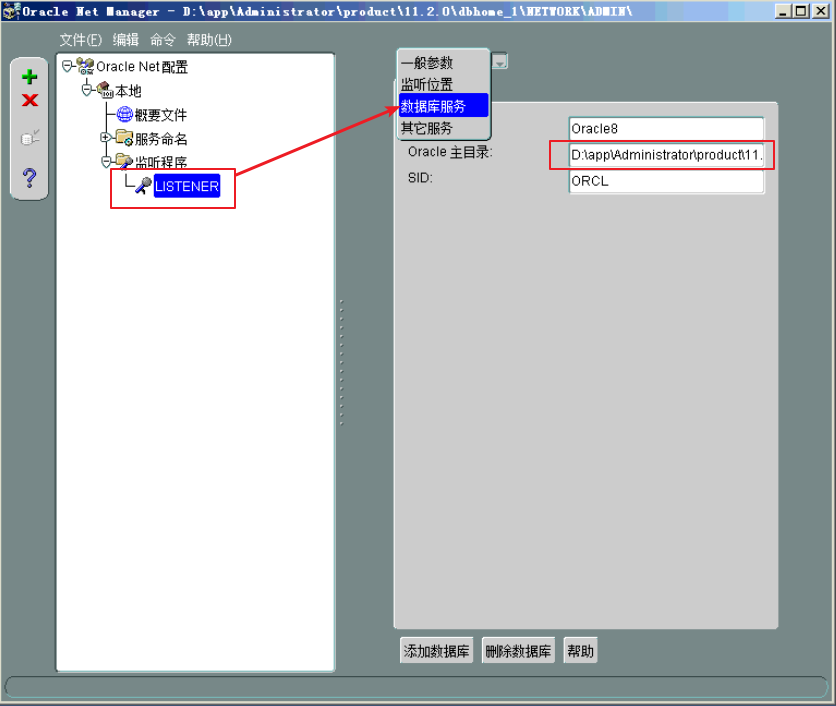 Oracle Net Manager - D:\app\Administrator\product\11.2.0\dbhome_1\NETWORK\ADMIN\
文件(F) 编辑 命令 帮助(H)
Oracle Net 配置
本地
概要文件
服务命名
监听程序
LISTENER
一般参数
监听位置
数据库服务
其它服务
Oracle8
Oracle 主目录:
D:\app\Administrator\product\11.
SID:
ORCL
添加数据库
删除数据库
帮助